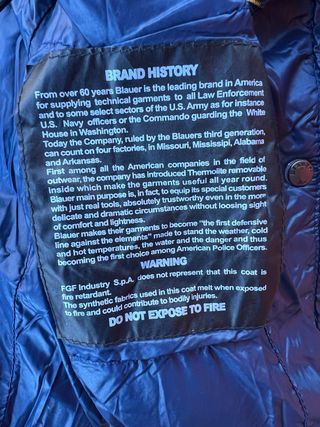 BRAND HISTORY
From over 60 years Blauer is the leading brand in America
for supplying technical garments to all Law Enforcement
and to some select sectors of the U.S. Army as for instance
U.S. Navy officers or the Commando guarding the White
House in Washington.
Today the Company, ruled by the Blauers third generation,
can count on four factories, in Missouri, Mississipi, Alabama
and Arkansas.
First among all the American companies in the field of
outwear, the company has introduced Thermolite removable
inside which make the garments useful all year round.
Blauer main purpose is, in fact, to equip its special customers
with just real tools, absolutely trustworthy even in the more
delicate and dramatic circumstances without loosing sight
of comfort and lightness.
Blauer makes their garments to become "the first defensive
line against the elements" made to stand the weather, cold
and hot temperatures, the water and the danger and thus
becoming the first choice among American Police Officers.
WARNING
FGF Industry S.p.A. does not represent that this coat is
fire retardant.
The synthetic fabrics used in this coat melt when exposed
to fire and could contribute to bodily injuries.
DO NOT EXPOSE TO FIRE